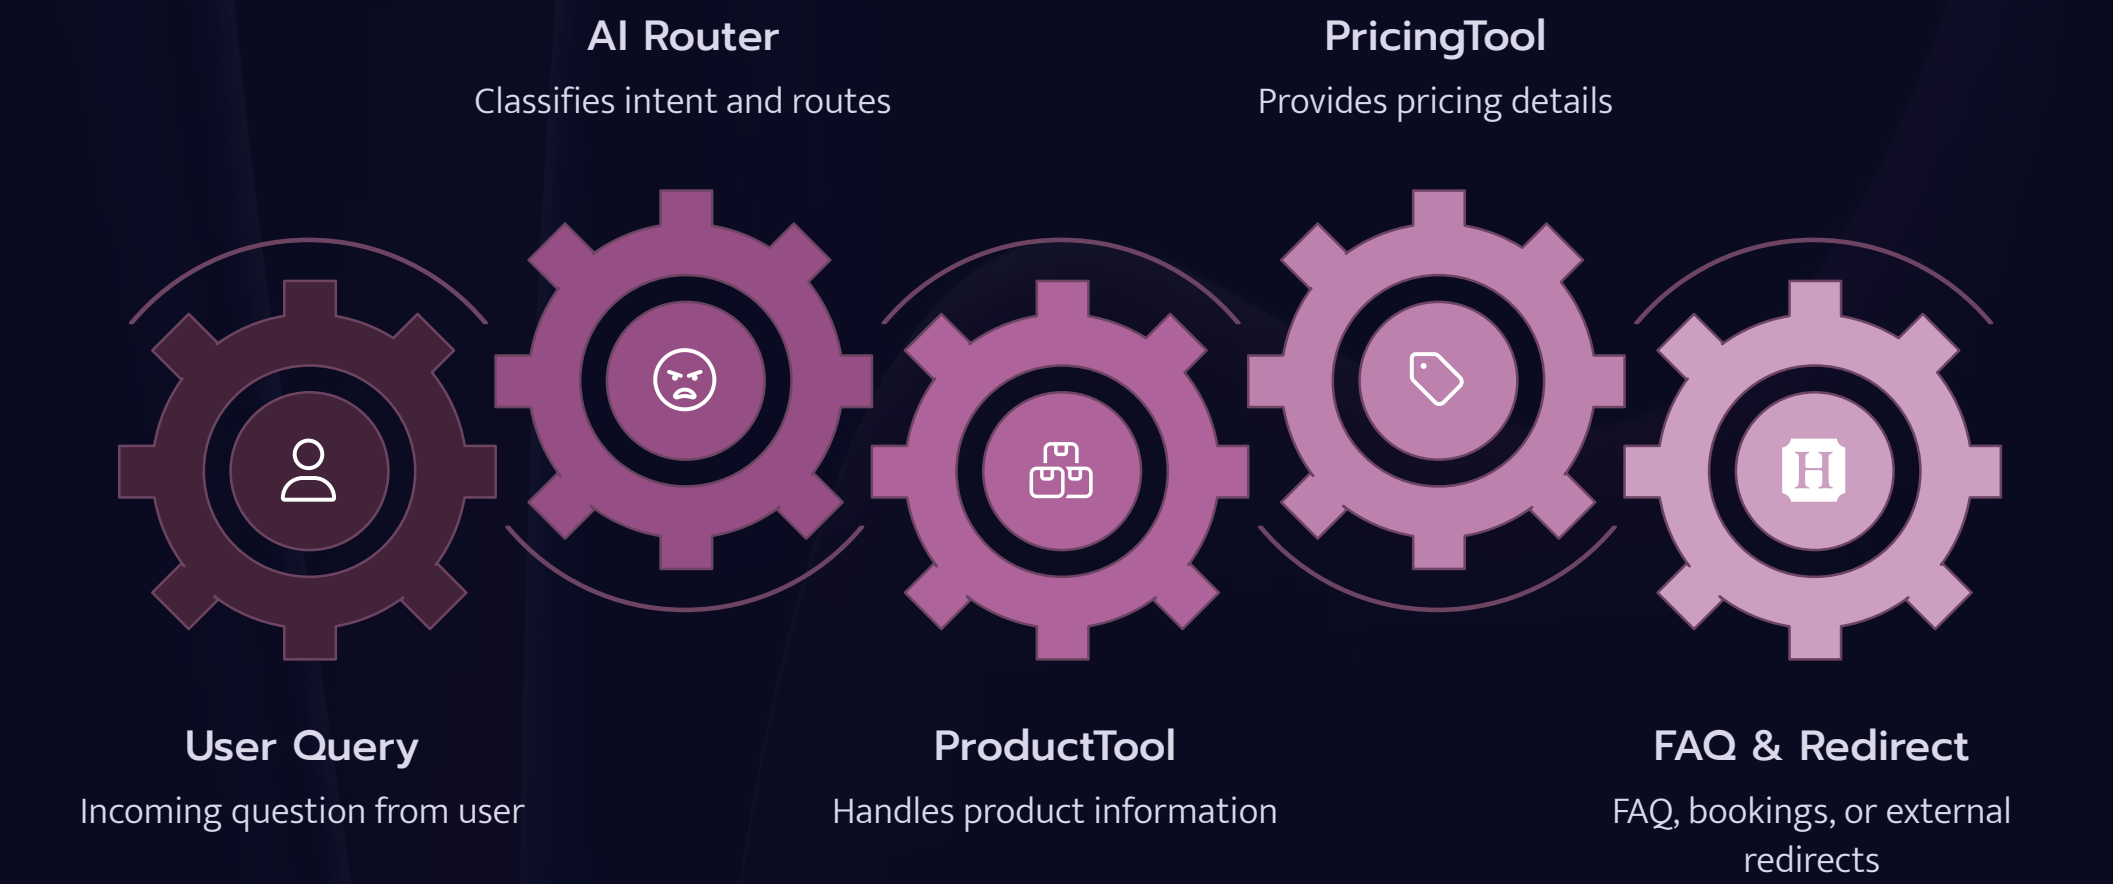 AI Router
Classifies intent and routes
PricingTool
Provides pricing details
H
User Query
Incoming question from user
ProductTool
Handles product information
FAQ & Redirect
FAQ, bookings, or external
redirects